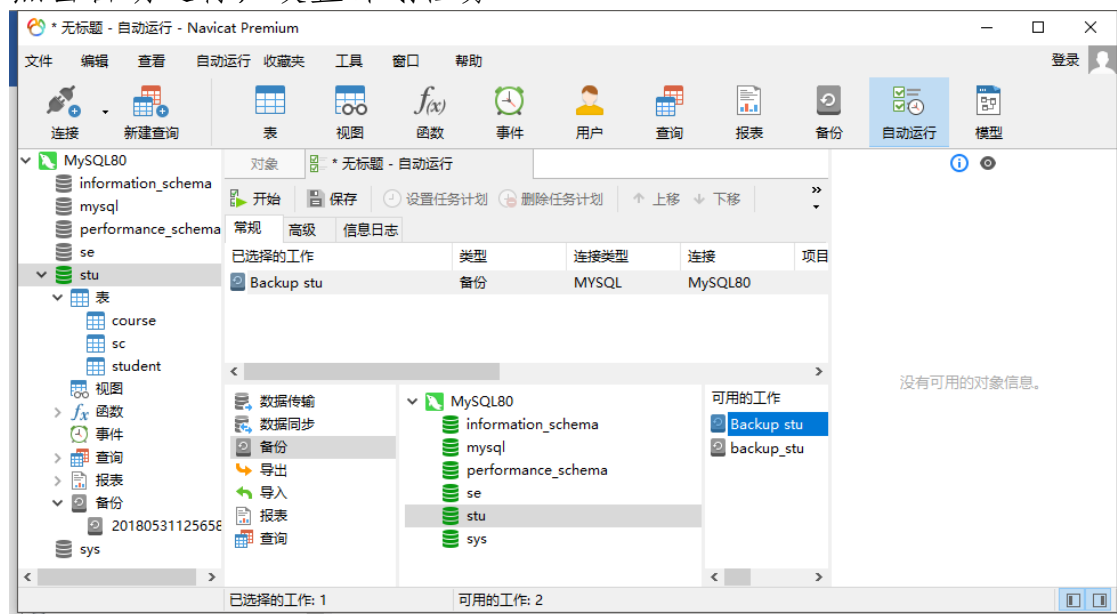 * 无标题 - 自动运行 - Navicat Premium
文件 编辑 查看 自动运行 收藏夹 工具 窗口 帮助 登录
连接 新建查询 表 视图 函数 事件 用户 查询 报表 备份 自动运行 模型
MySQL80
information_schema
mysql
performance_schema
se
stu
表
course
sc
student
视图
函数
事件
查询
报表
备份
20180531125658
sys
对象 * 无标题 - 自动运行
开始 保存 设置任务计划 删除任务计划 上移 下移
常规 高级 信息日志
已选择的工作 类型 连接类型 连接 项目
Backup stu 备份 MYSQL MySQL80
数据传输
数据同步
备份
导出
导入
报表
查询
MySQL80
information_schema
mysql
performance_schema
se
stu
sys
可用的工作
Backup stu
backup_stu
没有可用的对象信息。
已选择的工作: 1 可用的工作: 2